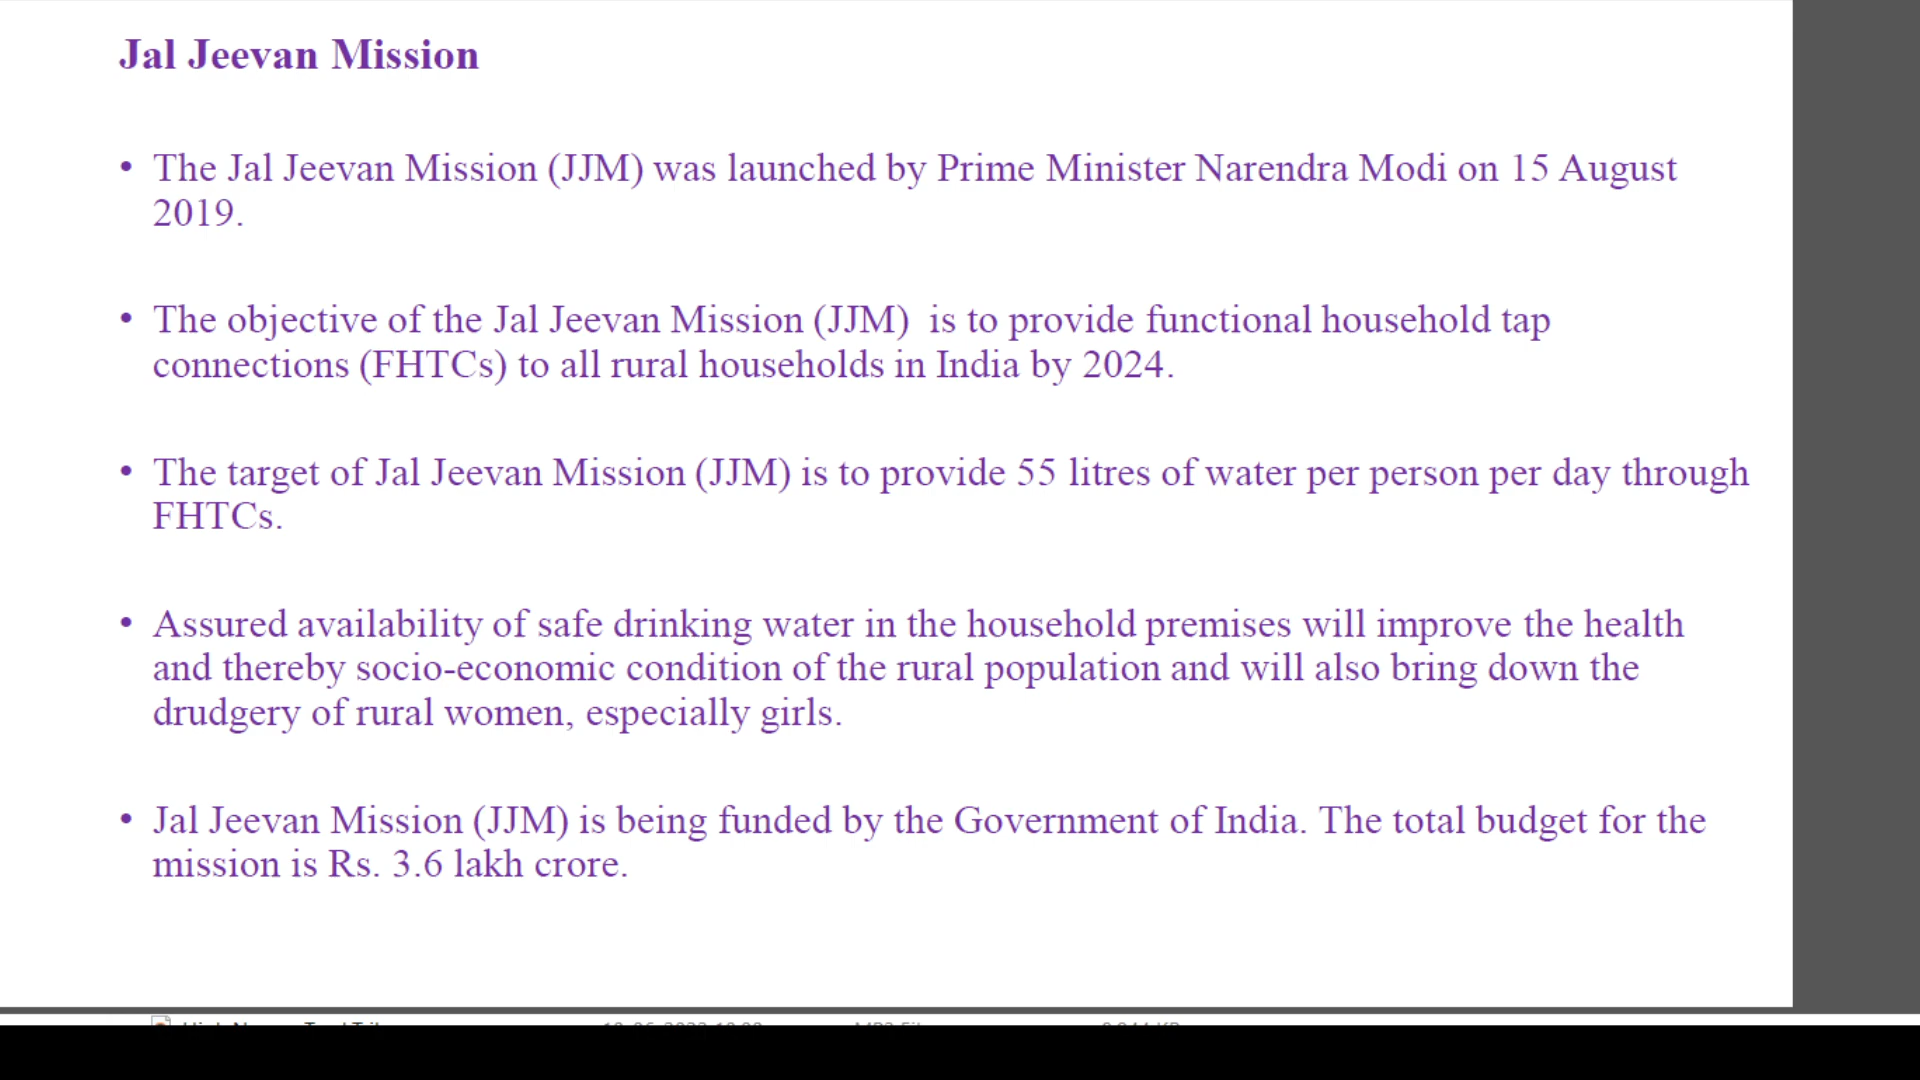 Jal Jeevan Mission
• The Jal Jeevan Mission (JJM) was launched by Prime Minister Narendra Modi on 15 August
2019.
• The objective of the Jal Jeevan Mission (JJM)  is to provide functional household tap
connections (FHTCs) to all rural households in India by 2024.
• The target of Jal Jeevan Mission (JJM) is to provide 55 litres of water per person per day through
FHTCs.
• Assured availability of safe drinking water in the household premises will improve the health
and thereby socio-economic condition of the rural population and will also bring down the
drudgery of rural women, especially girls.
• Jal Jeevan Mission (JJM) is being funded by the Government of India. The total budget for the
mission is Rs. 3.6 lakh crore.